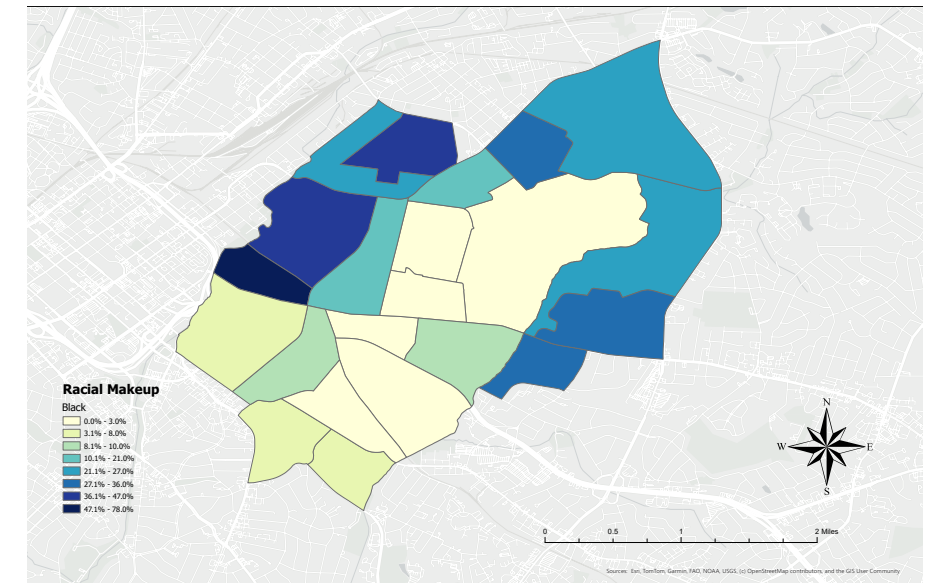 Racial Makeup
Black
0.0% - 3.0%
3.1% - 8.0%
8.1% - 10.0%
10.1% - 21.0%
21.1% - 27.0%
27.1% - 36.0%
36.1% - 47.0%
47.1% - 78.0%
N
W E
S
0 0.5 1 2 Miles
Sources: Esri, TomTom, Garmin, FAO, NOAA, USGS, (c) OpenStreetMap contributors, and the GIS User Community